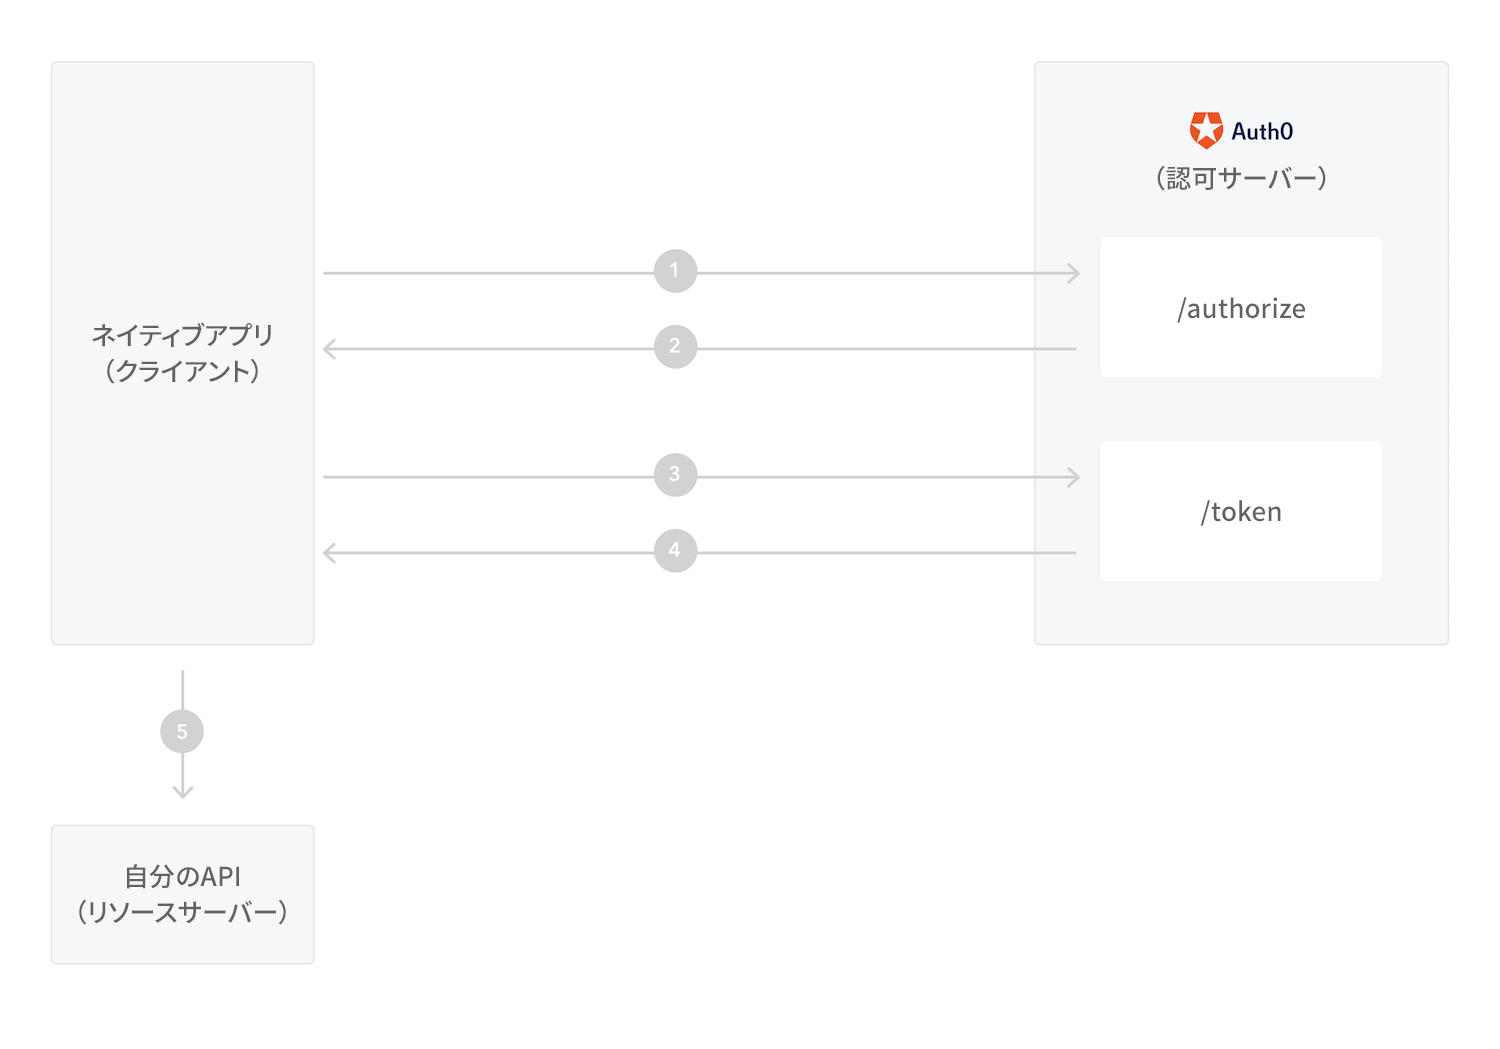 Auth0
（認可サーバー）
1
/authorize
2
ネイティブアプリ
（クライアント）
3
/token
4
5
自分のAPI
（リソースサーバー）